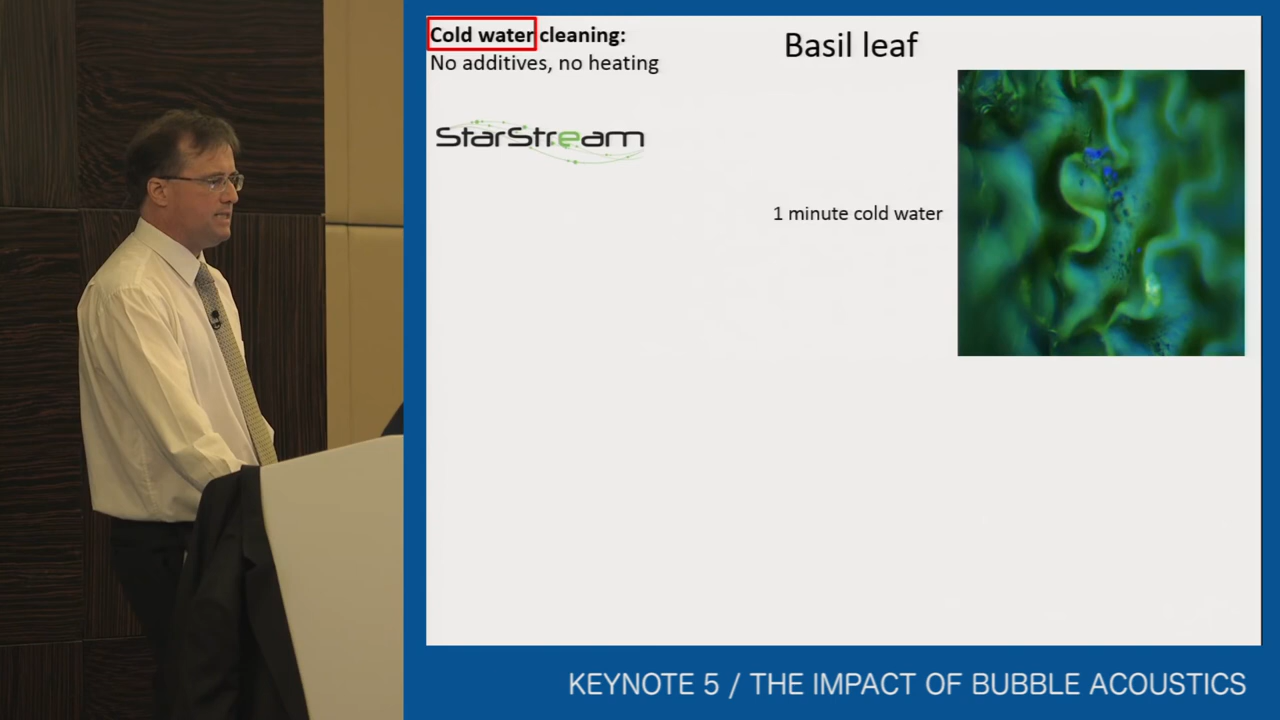 Cold water cleaning:
No additives, no heating
Basil leaf
StarStream
1 minute cold water
KEYNOTE 5 / THE IMPACT OF BUBBLE ACOUSTICS